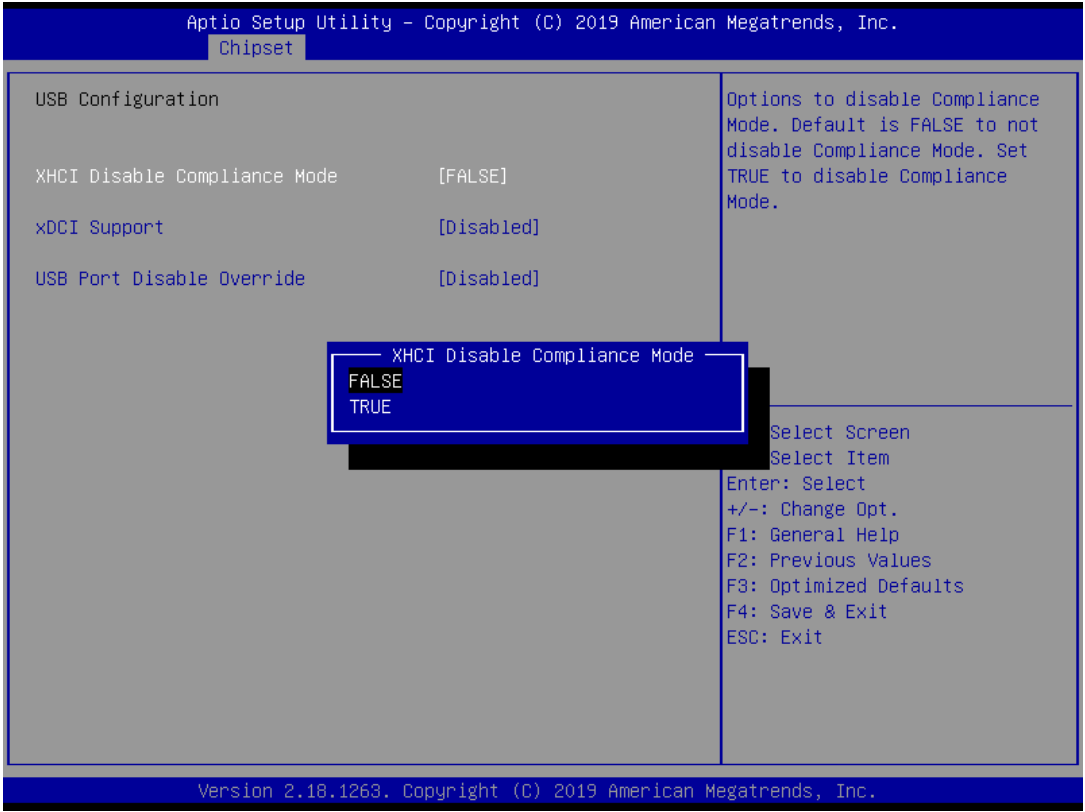 Aptio Setup Utility – Copyright (C) 2019 American Megatrends, Inc.
Chipset
USB Configuration
XHCI Disable Compliance Mode [FALSE]
xDCI Support [Disabled]
USB Port Disable Override [Disabled]
XHCI Disable Compliance Mode
FALSE
TRUE
Options to disable Compliance
Mode. Default is FALSE to not
disable Compliance Mode. Set
TRUE to disable Compliance
Mode.
Select Screen
Select Item
Enter: Select
+/-: Change Opt.
F1: General Help
F2: Previous Values
F3: Optimized Defaults
F4: Save & Exit
ESC: Exit
Version 2.18.1263. Copyright (C) 2019 American Megatrends, Inc.